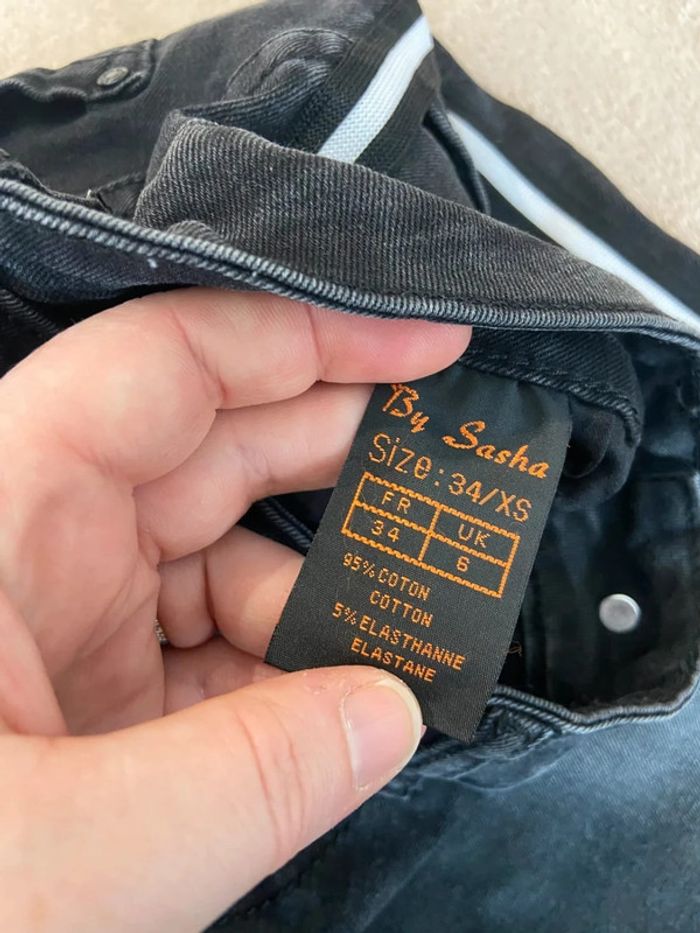 By Sasha
Size: 34/XS
FR UK
34 6
95% COTON
COTTON
5% ELASTHANNE
ELASTANE